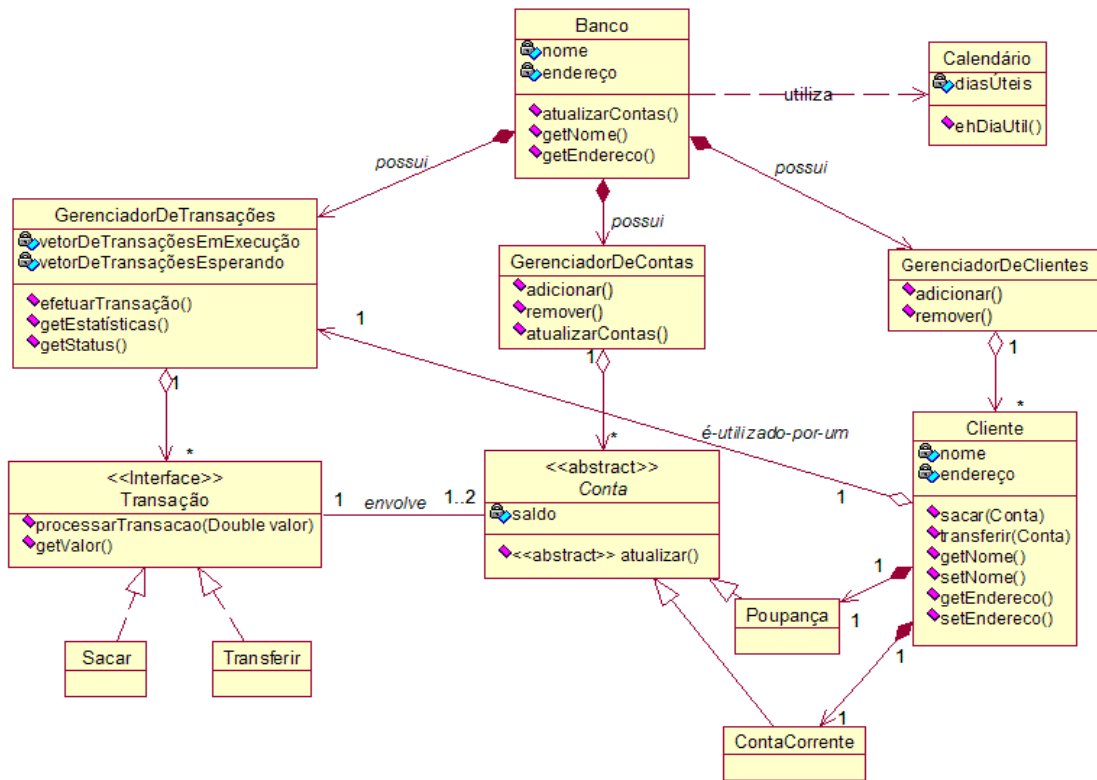 Banco
nome
endereço
atualizarContas()
getNome()
getEndereco()
utiliza
Calendário
diasÚteis
ehDiaUtil()
possui
possui
possui
GerenciadorDeTransações
vetorDeTransaçõesEmExecução
vetorDeTransaçõesEsperando
efetuarTransação()
getEstatísticas()
getStatus()
1
GerenciadorDeContas
adicionar()
remover()
atualizarContas()
GerenciadorDeClientes
adicionar()
remover()
1
1
1
*
*
*
é-utilizado-por-um
1
<<Interface>>
Transação
processarTransacao(Double valor)
getValor()
1
envolve
1..2
<<abstract>>
Conta
saldo
<<abstract>> atualizar()
Cliente
nome
endereço
sacar(Conta)
transferir(Conta)
getNome()
setNome()
getEndereco()
setEndereco()
1
1
1
1
Poupança
Sacar
Transferir
ContaCorrente